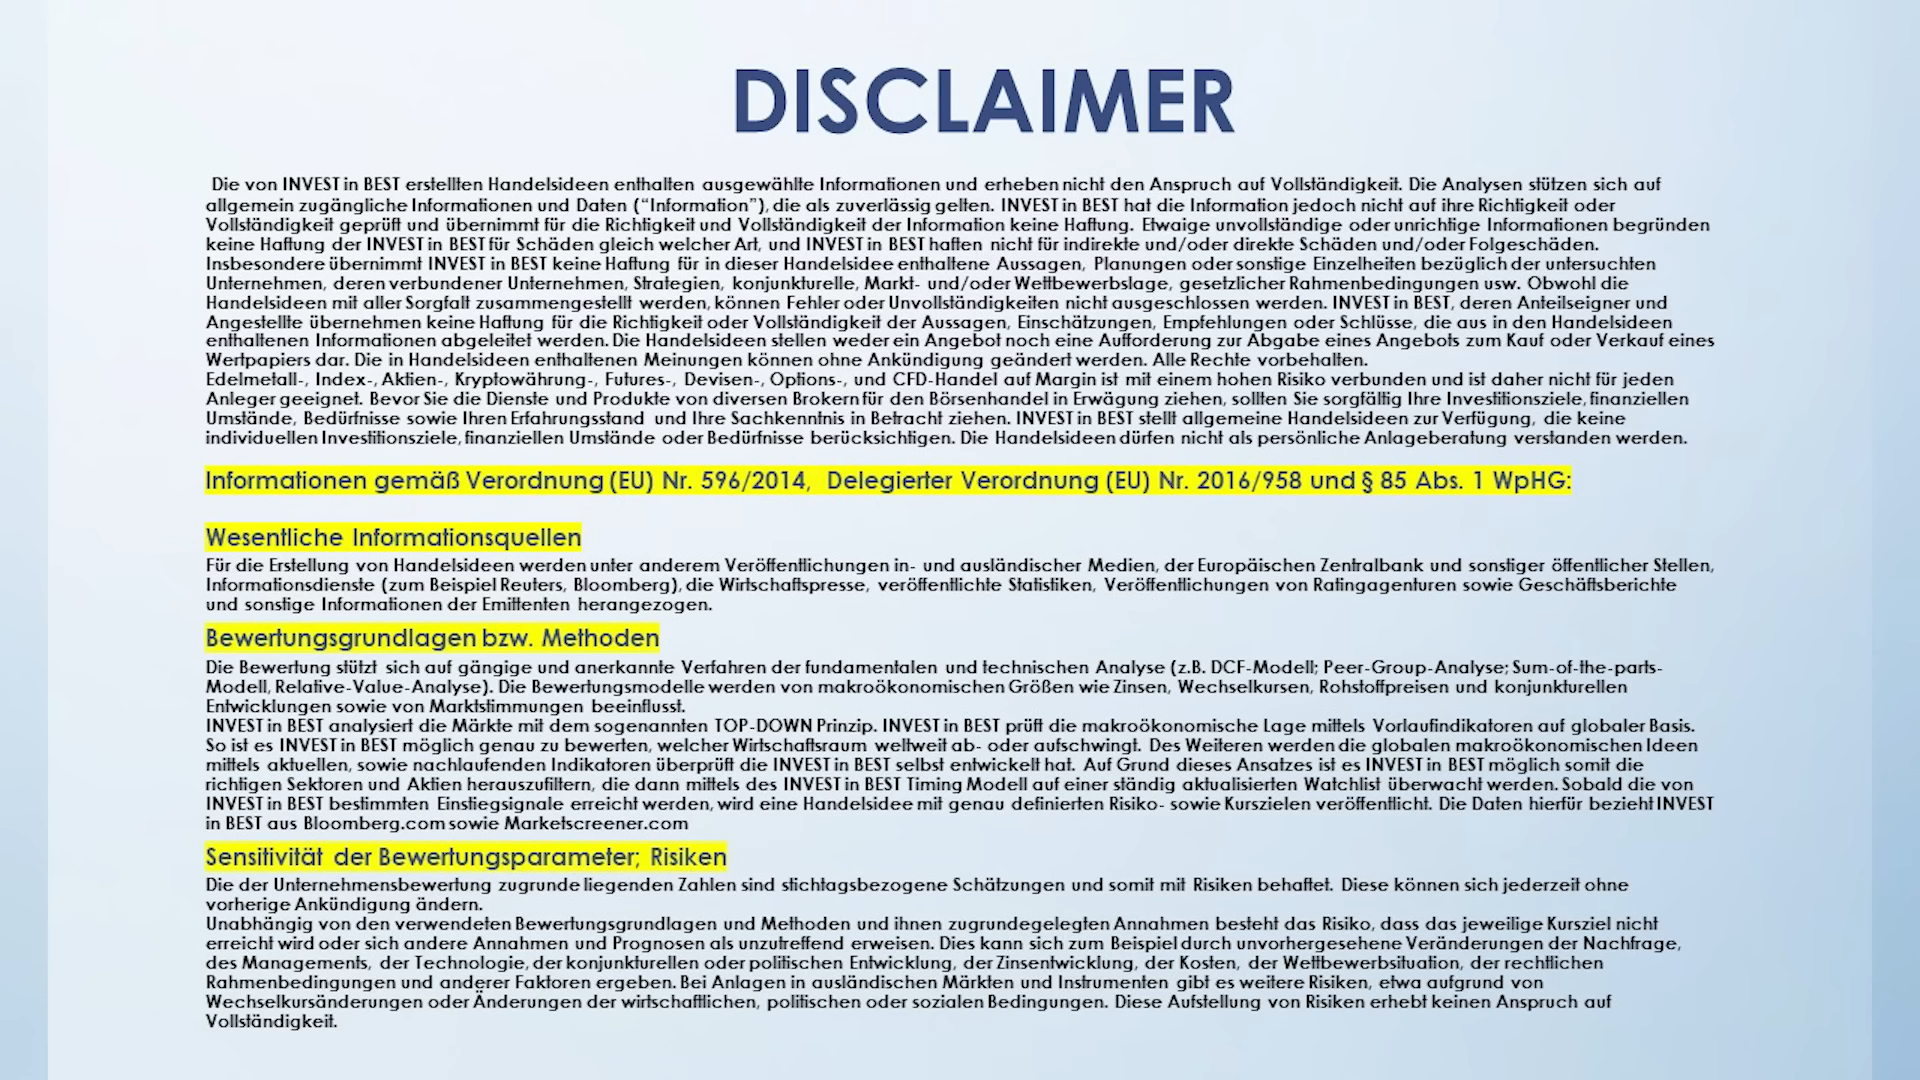 DISCLAIMER
Die von INVEST in BEST erstellten Handelsideen enthalten ausgewählte Informationen und erheben nicht den Anspruch auf Vollständigkeit. Die Analysen stützen sich auf
allgemein zugängliche Informationen und Daten (“Information”), die als zuverlässig gelten. INVEST in BEST hat die Information jedoch nicht auf ihre Richtigkeit oder
Vollständigkeit geprüft und übernimmt für die Richtigkeit und Vollständigkeit der Information keine Haftung. Etwaige unvollständige oder unrichtige Informationen begründen
keine Haftung der INVEST in BEST für Schäden gleich welcher Art, und INVEST in BEST haften nicht für indirekte und/oder direkte Schäden und/oder Folgeschäden.
Insbesondere übernimmt INVEST in BEST keine Haftung für in dieser Handelsidee enthaltene Aussagen, Planungen oder sonstige Einzelheiten bezüglich der untersuchten
Unternehmen, deren verbundener Unternehmen, Strategien, konjunkturelle, Markt- und/oder Wettbewerbslage, gesetzlicher Rahmenbedingungen usw. Obwohl die
Handelsideen mit aller Sorgfalt zusammengestellt werden, können Fehler oder Unvollständigkeiten nicht ausgeschlossen werden. INVEST in BEST, deren Anteilseigner und
Angestellte übernehmen keine Haftung für die Richtigkeit oder Vollständigkeit der Aussagen, Einschätzungen, Empfehlungen oder Schlüsse, die aus in den Handelsideen
enthaltenen Informationen abgeleitet werden. Die Handelsideen stellen weder ein Angebot noch eine Aufforderung zur Abgabe eines Angebots zum Kauf oder Verkauf eines
Wertpapiers dar. Die in Handelsideen enthaltenen Meinungen können ohne Ankündigung geändert werden. Alle Rechte vorbehalten.
Edelmetall-, Index-, Aktien-, Kryptowährung-, Futures-, Devisen-, Options-, und CFD-Handel auf Margin ist mit einem hohen Risiko verbunden und ist daher nicht für jeden
Anleger geeignet. Bevor Sie die Dienste und Produkte von diversen Brokern für den Börsenhandel in Erwägung ziehen, sollten Sie sorgfältig Ihre Investitionsziele, finanziellen
Umstände, Bedürfnisse sowie Ihren Erfahrungsstand und Ihre Sachkenntnis in Betracht ziehen. INVEST in BEST stellt allgemeine Handelsideen zur Verfügung, die keine
individuellen Investitionsziele, finanziellen Umstände oder Bedürfnisse berücksichtigen. Die Handelsideen dürfen nicht als persönliche Anlageberatung verstanden werden.
Informationen gemäß Verordnung (EU) Nr. 596/2014, Delegierter Verordnung (EU) Nr. 2016/958 und § 85 Abs. 1 WpHG:
Wesentliche Informationsquellen
Für die Erstellung von Handelsideen werden unter anderem Veröffentlichungen in- und ausländischer Medien, der Europäischen Zentralbank und sonstiger öffentlicher Stellen,
Informationsdienste (zum Beispiel Reuters, Bloomberg), die Wirtschaftspresse, veröffentlichte Statistiken, Veröffentlichungen von Ratingagenturen sowie Geschäftsberichte
und sonstige Informationen der Emittenten herangezogen.
Bewertungsgrundlagen bzw. Methoden
Die Bewertung stützt sich auf gängige und anerkannte Verfahren der fundamentalen und technischen Analyse (z.B. DCF-Modell; Peer-Group-Analyse; Sum-of-the-parts-
Modell, Relative-Value-Analyse). Die Bewertungsmodelle werden von makroökonomischen Größen wie Zinsen, Wechselkursen, Rohstoffpreisen und konjunkturellen
Entwicklungen sowie von Marktstimmungen beeinflusst.
INVEST in BEST analysiert die Märkte mit dem sogenannten TOP-DOWN Prinzip. INVEST in BEST prüft die makroökonomische Lage mittels Vorlaufindikatoren auf globaler Basis.
So ist es INVEST in BEST möglich genau zu bewerten, welcher Wirtschaftsraum weltweit ab- oder aufschwingt. Des Weiteren werden die globalen makroökonomischen Ideen
mittels aktuellen, sowie nachlaufenden Indikatoren überprüft die INVEST in BEST selbst entwickelt hat. Auf Grund dieses Ansatzes ist es INVEST in BEST möglich somit die
richtigen Sektoren und Aktien herauszufiltern, die dann mittels des INVEST in BEST Timing Modell auf einer ständig aktualisierten Watchlist überwacht werden. Sobald die von
INVEST in BEST bestimmten Einstiegsignale erreicht werden, wird eine Handelsidee mit genau definierten Risiko- sowie Kurszielen veröffentlicht. Die Daten hierfür bezieht INVEST
in BEST aus Bloomberg.com sowie Marketscreener.com
Sensitivität der Bewertungsparameter; Risiken
Die der Unternehmensbewertung zugrunde liegenden Zahlen sind stichtagsbezogene Schätzungen und somit mit Risiken behaftet. Diese können sich jederzeit ohne
vorherige Ankündigung ändern.
Unabhängig von den verwendeten Bewertungsgrundlagen und Methoden und ihnen zugrundegelegten Annahmen besteht das Risiko, dass das jeweilige Kursziel nicht
erreicht wird oder sich andere Annahmen und Prognosen als unzutreffend erweisen. Dies kann sich zum Beispiel durch unvorhergesehene Veränderungen der Nachfrage,
des Managements, der Technologie, der konjunkturellen oder politischen Entwicklung, der Zinsentwicklung, der Kosten, der Wettbewerbsituation, der rechtlichen
Rahmenbedingungen und anderer Faktoren ergeben. Bei Anlagen in ausländischen Märkten und Instrumenten gibt es weitere Risiken, etwa aufgrund von
Wechselkursänderungen oder Änderungen der wirtschaftlichen, politischen oder sozialen Bedingungen. Diese Aufstellung von Risiken erhebt keinen Anspruch auf
Vollständigkeit.